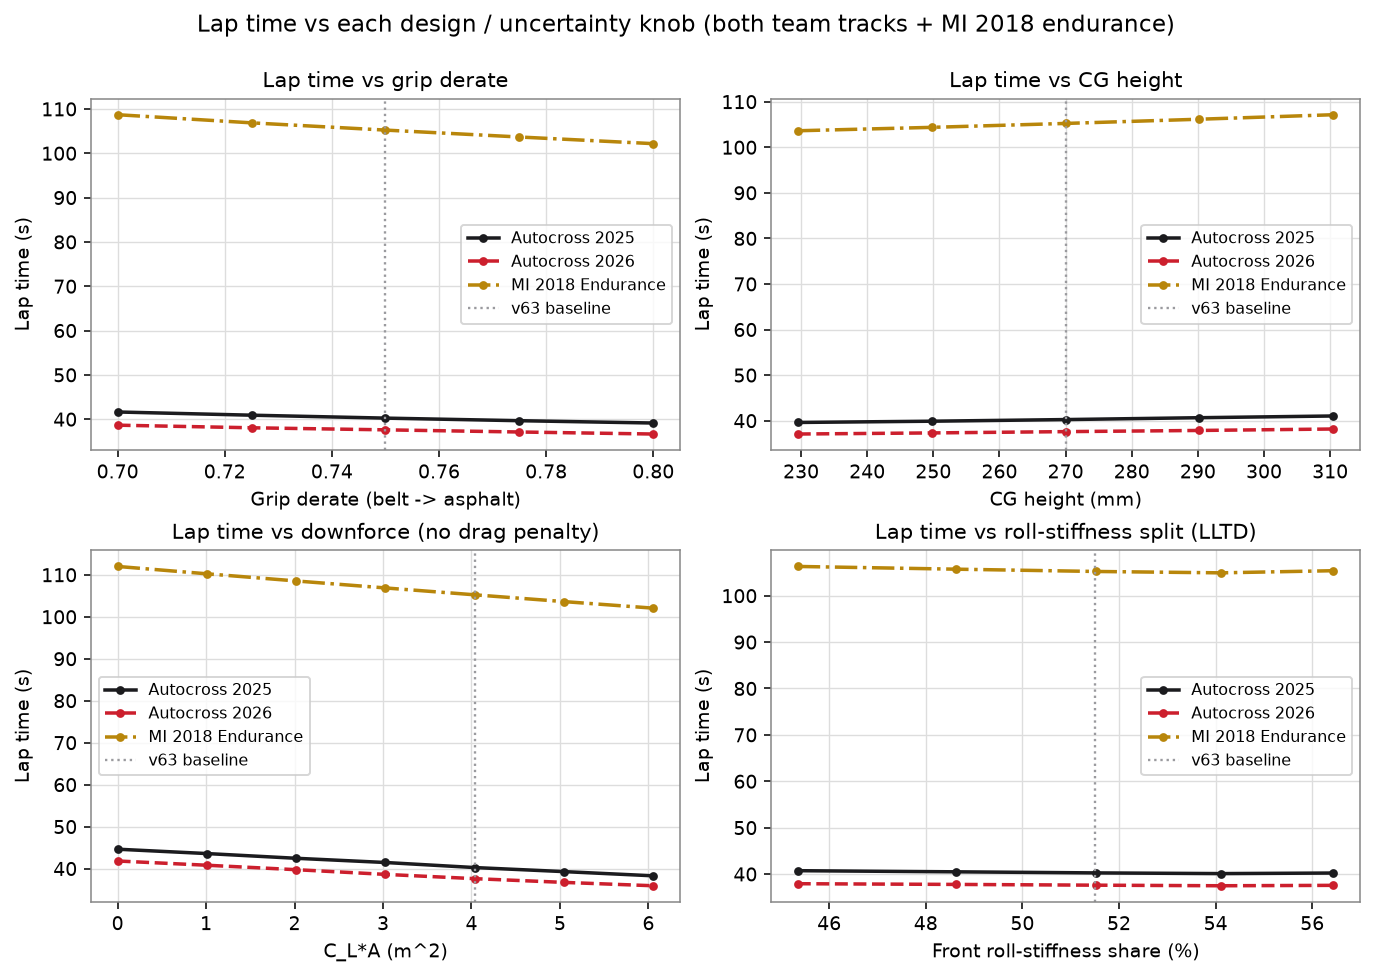 Lap time vs each design / uncertainty knob (both team tracks + MI 2018 endurance)
Lap time vs grip derate
110
100
90
80
70
60
50
40
Lap time (s)
Autocross 2025
Autocross 2026
MI 2018 Endurance
v63 baseline
0.70 0.72 0.74 0.76 0.78 0.80
Grip derate (belt -> asphalt)
Lap time vs CG height
110
100
90
80
70
60
50
40
Lap time (s)
Autocross 2025
Autocross 2026
MI 2018 Endurance
v63 baseline
230 240 250 260 270 280 290 300 310
CG height (mm)
Lap time vs downforce (no drag penalty)
110
100
90
80
70
60
50
40
Lap time (s)
Autocross 2025
Autocross 2026
MI 2018 Endurance
v63 baseline
0 1 2 3 4 5 6
C_L*A (m^2)
Lap time vs roll-stiffness split (LLTD)
100
90
80
70
60
50
40
Lap time (s)
Autocross 2025
Autocross 2026
MI 2018 Endurance
v63 baseline
46 48 50 52 54 56
Front roll-stiffness share (%)